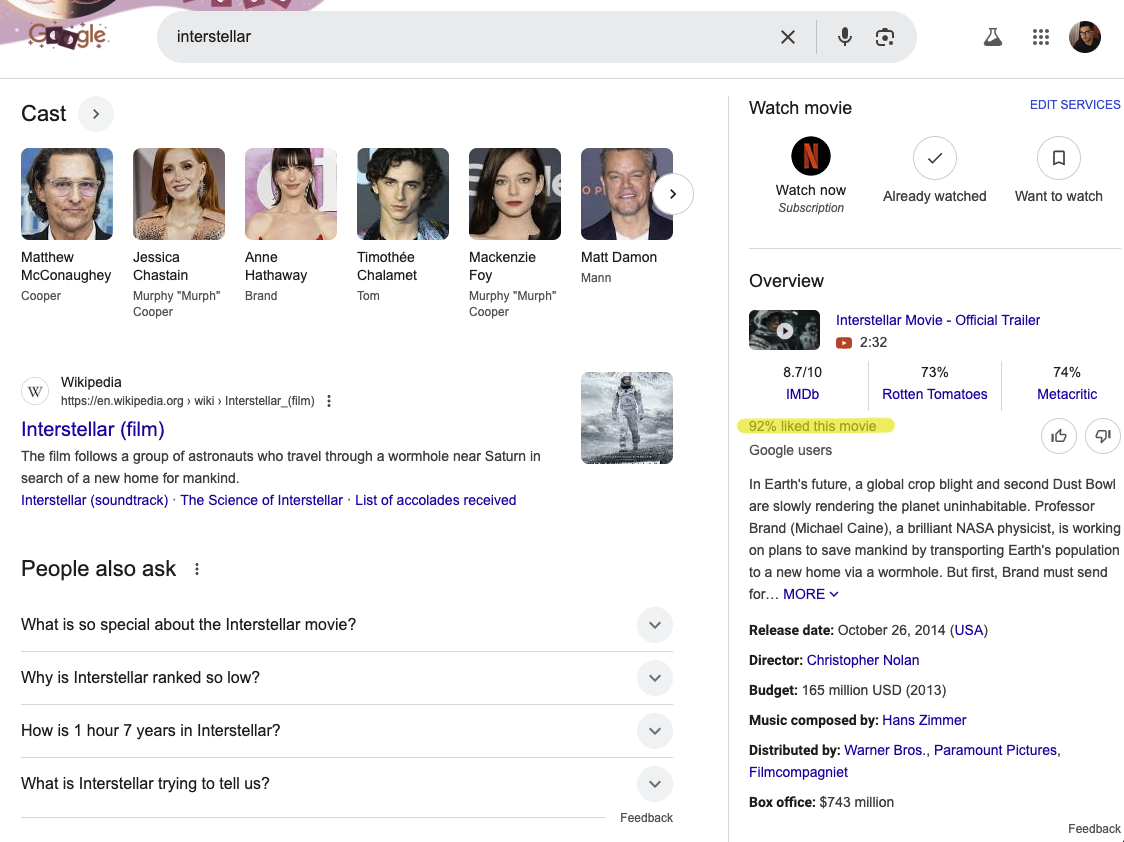 Google
interstellar
Cast
Matthew
McConaughey
Cooper
Jessica
Chastain
Murphy "Murph"
Cooper
Anne
Hathaway
Brand
Timothée
Chalamet
Tom
Mackenzie
Foy
Murphy "Murph"
Cooper
Matt Damon
Mann
W
Wikipedia
https://en.wikipedia.org › wiki › Interstellar_(film)
Interstellar (film)
The film follows a group of astronauts who travel through a wormhole near Saturn in
search of a new home for mankind.
Interstellar (soundtrack) · The Science of Interstellar · List of accolades received
People also ask
What is so special about the Interstellar movie?
Why is Interstellar ranked so low?
How is 1 hour 7 years in Interstellar?
What is Interstellar trying to tell us?
Feedback
Watch movie
EDIT SERVICES
N
Watch now
Subscription
Already watched
Want to watch
Overview
Interstellar Movie - Official Trailer
2:32
8.7/10
IMDb
73%
Rotten Tomatoes
74%
Metacritic
92% liked this movie
Google users
In Earth's future, a global crop blight and second Dust Bowl
are slowly rendering the planet uninhabitable. Professor
Brand (Michael Caine), a brilliant NASA physicist, is working
on plans to save mankind by transporting Earth's population
to a new home via a wormhole. But first, Brand must send
for… MORE
Release date: October 26, 2014 (USA)
Director: Christopher Nolan
Budget: 165 million USD (2013)
Music composed by: Hans Zimmer
Distributed by: Warner Bros., Paramount Pictures,
Filmcompagniet
Box office: $743 million
Feedback